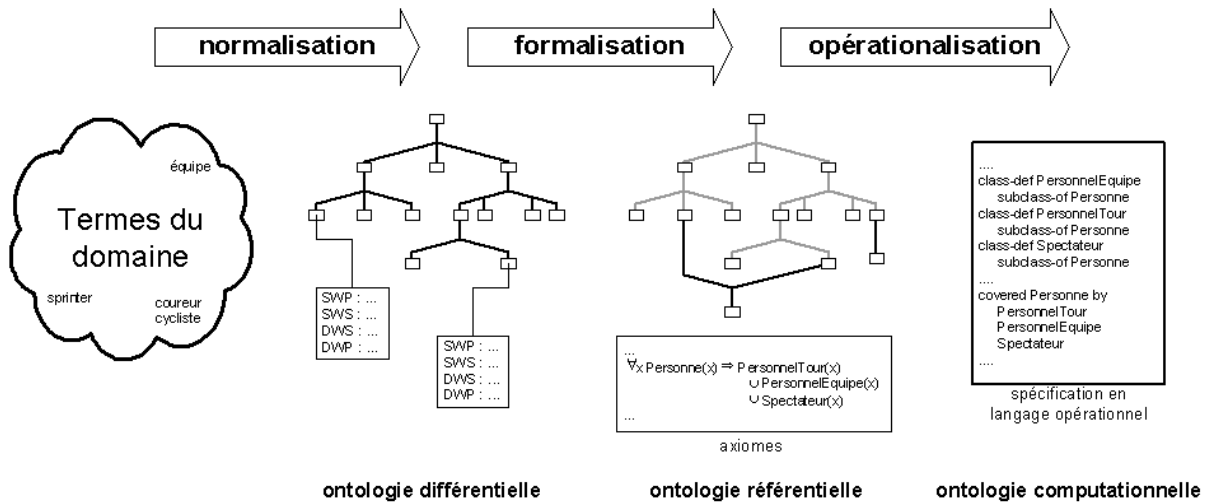 normalisation
formalisation
opérationalisation
équipe
Termes du
domaine
sprinter
coureur
cycliste
SWP : ...
SWS : ...
DWS : ...
DWP : ...
SWP : ...
SWS : ...
DWS : ...
DWP : ...
...
∀x Personne(x) ⇒ PersonnelTour(x)
∪ PersonnelEquipe(x)
∪ Spectateur(x)
...
axiomes
....
class-def PersonnelEquipe
subclass-of Personne
class-def PersonnelTour
subclass-of Personne
class-def Spectateur
subclass-of Personne
....
covered Personne by
PersonnelTour
PersonnelEquipe
Spectateur
....
spécification en
langage opérationnel
ontologie différentielle
ontologie référentielle
ontologie computationnelle